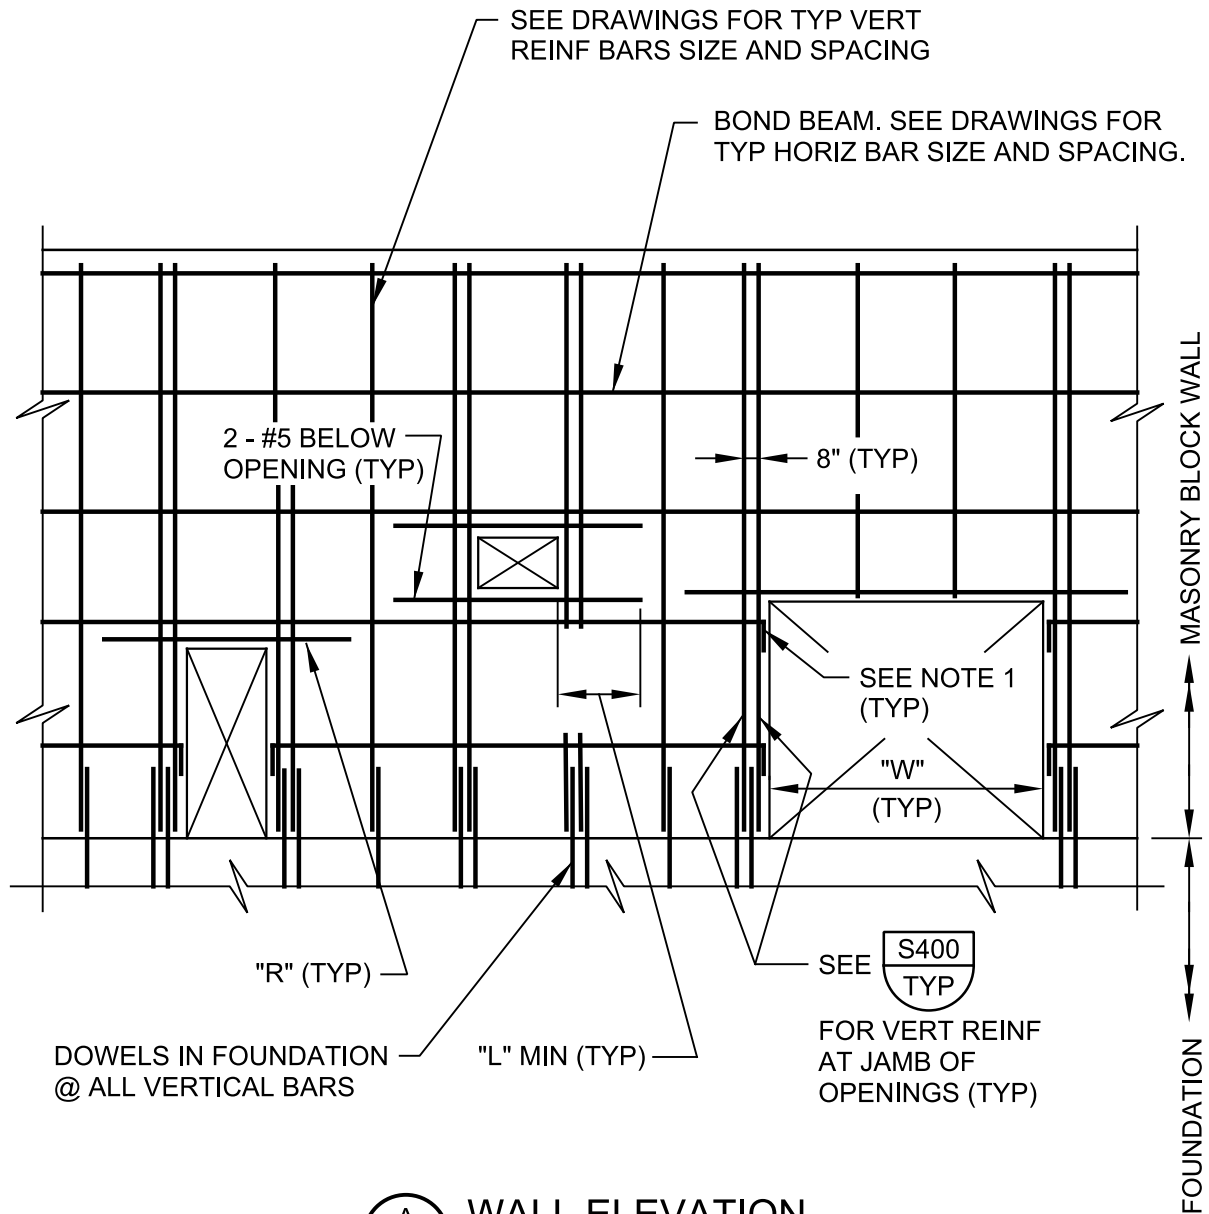 SEE DRAWINGS FOR TYP VERT
REINF BARS SIZE AND SPACING
BOND BEAM. SEE DRAWINGS FOR
TYP HORIZ BAR SIZE AND SPACING.
2 - #5 BELOW
OPENING (TYP)
8" (TYP)
MASONRY BLOCK WALL
SEE NOTE 1
(TYP)
"W"
(TYP)
"R" (TYP)
SEE
S400
TYP
FOR VERT REINF
AT JAMB OF
OPENINGS (TYP)
DOWELS IN FOUNDATION
@ ALL VERTICAL BARS
"L" MIN (TYP)
FOUNDATION
A
WALL ELEVATION